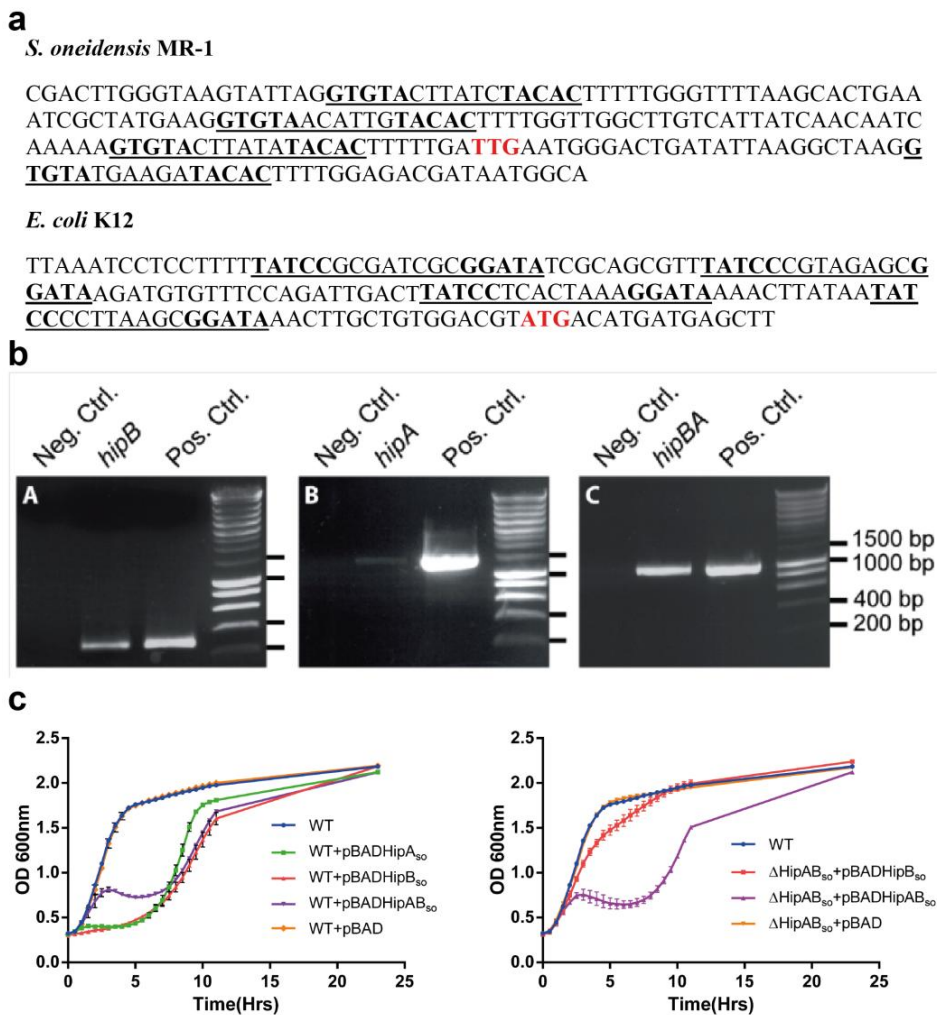 a
S. oneidensis MR-1
CGACTTGGGTAAGTATTAGGTGTACTTATCTACACTTTTTGGGTTTTAAGCACTGAA
ATCGCTATGAAGGTGTAACATTGTACACTTTTGGTTGGCTTGTCATTATCAACAATC
AAAAAGTGTACTTATATACACTTTTTGATTGAATGGGACTGATATTAAGGCTAAGG
TGTATGAAGATACACTTTTGGAGACGATAATGGCA
E. coli K12
TTAAATCCTCCTTTTTATCCGCGATCGCGGATATCGCAGCGTTTATCCCGTAGAGCG
GATAAGATGTGTTTCCAGATTGACTTATCCTCACTAAAGGATAAAACTTATAATAT
CCCCTTAAGCGGATAAACTTGCTGTGGACGTATGACATGATGAGCTT
b
Neg. Ctrl. hipB Pos. Ctrl. Neg. Ctrl. hipA Pos. Ctrl. Neg. Ctrl. hipBA Pos. Ctrl.
A B C
1500 bp
1000 bp
400 bp
200 bp
c
2.5
2.0
1.5
1.0
0.5
0.0
OD 600nm
0 5 10 15 20 25
Time(Hrs)
WT
WT+pBADHipAso
WT+pBADHipBso
WT+pBADHipABso
WT+pBAD
2.5
2.0
1.5
1.0
0.5
0.0
OD 600nm
0 5 10 15 20 25
Time(Hrs)
WT
ΔHipABso+pBADHipBso
ΔHipABso+pBADHipABso
ΔHipABso+pBAD